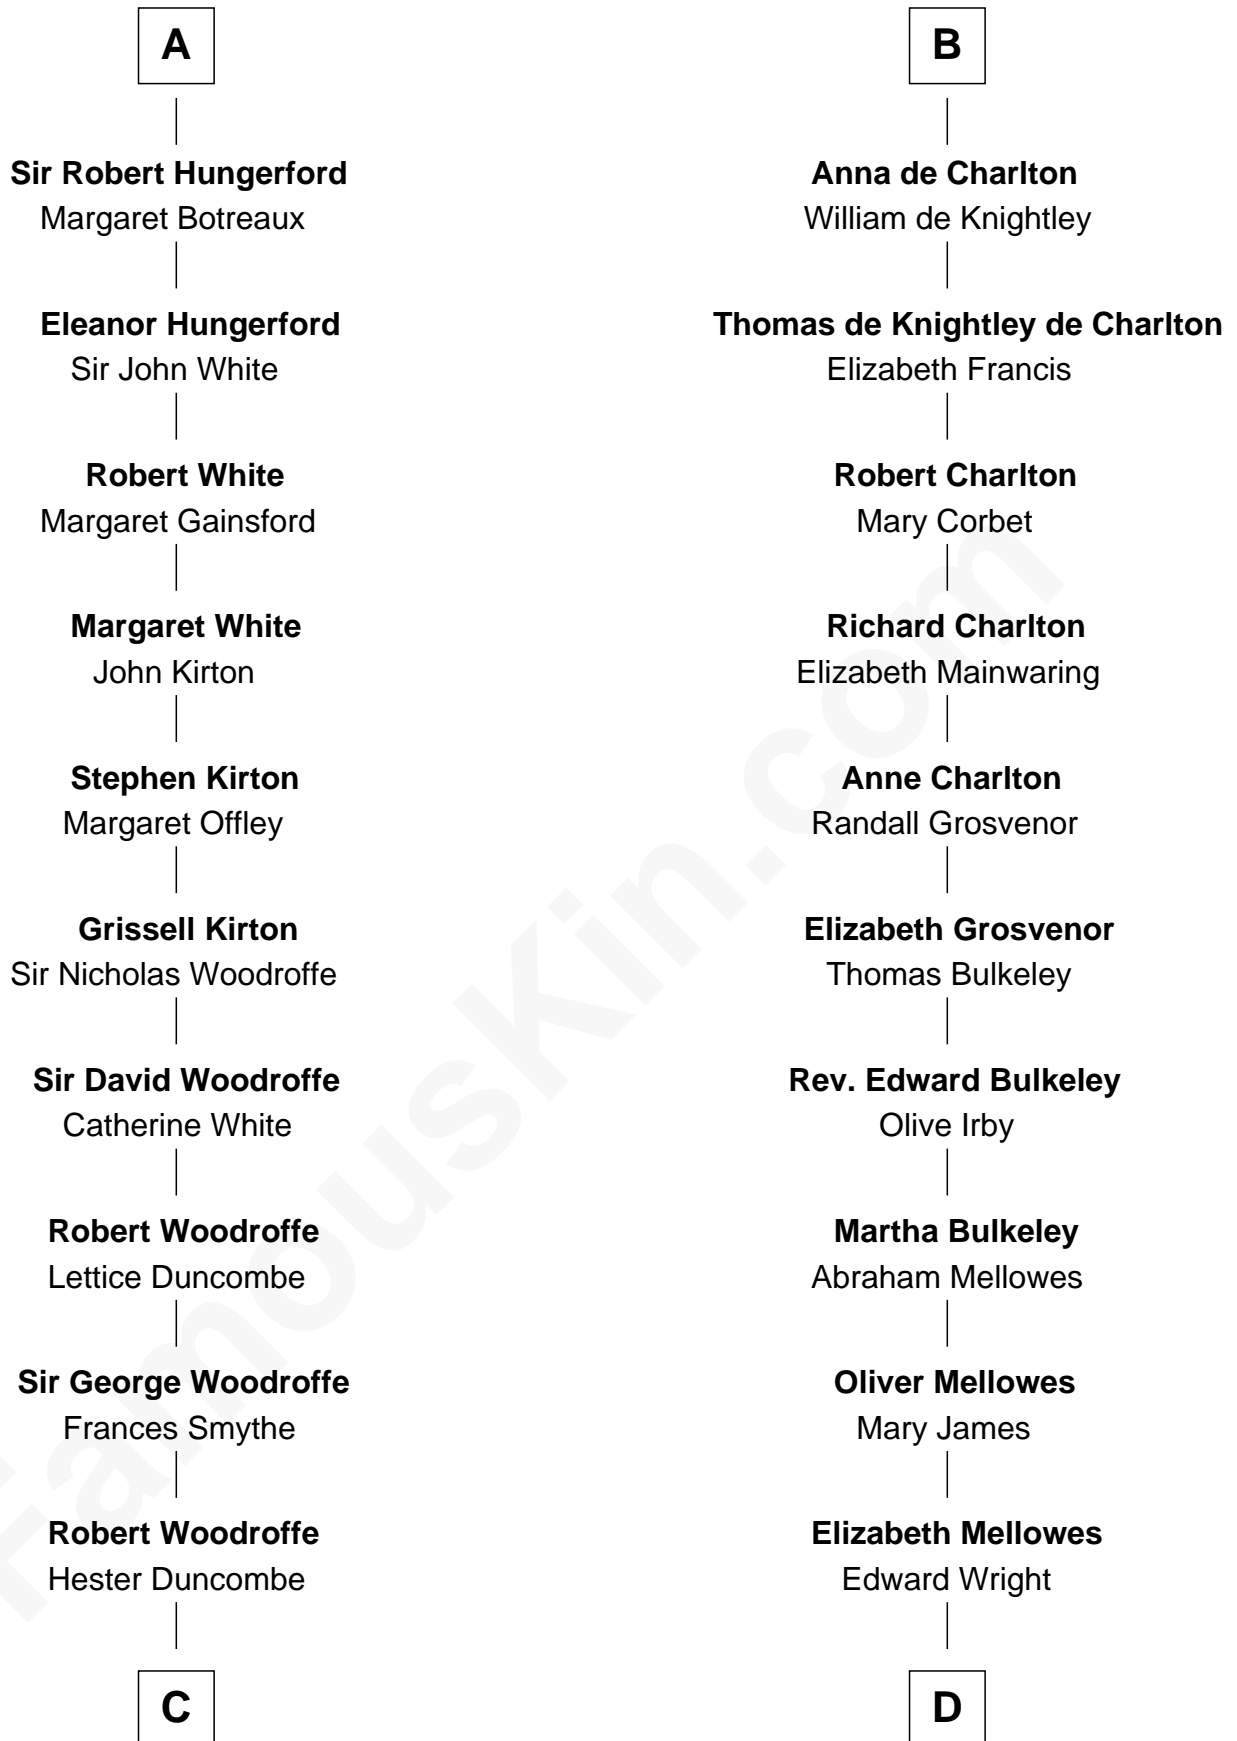 A
Sir Robert Hungerford
Margaret Botreaux
Eleanor Hungerford
Sir John White
Robert White
Margaret Gainsford
Margaret White
John Kirton
Stephen Kirton
Margaret Offley
Grissell Kirton
Sir Nicholas Woodroffe
Sir David Woodroffe
Catherine White
Robert Woodroffe
Lettice Duncombe
Sir George Woodroffe
Frances Smythe
Robert Woodroffe
Hester Duncombe
C
B
Anna de Charlton
William de Knightley
Thomas de Knightley de Charlton
Elizabeth Francis
Robert Charlton
Mary Corbet
Richard Charlton
Elizabeth Mainwaring
Anne Charlton
Randall Grosvenor
Elizabeth Grosvenor
Thomas Bulkeley
Rev. Edward Bulkeley
Olive Irby
Martha Bulkeley
Abraham Mellowes
Oliver Mellowes
Mary James
Elizabeth Mellowes
Edward Wright
D
FamousKin.com